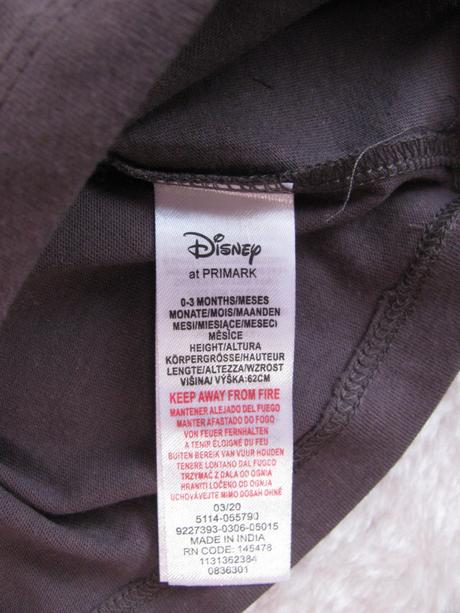 Disney
at PRIMARK
0-3 MONTHS/MESES
MONATE/MOIS/MAANDEN
MESI/MIESIĄCE/MESECI
MĚSÍCE
HEIGHT/ALTURA
KÖRPERGRÖSSE/HAUTEUR
LENGTE/ALTEZZA/WZROST
VIŠINA/ VÝŠKA:62CM
KEEP AWAY FROM FIRE
MANTENER ALEJADO DEL FUEGO
MANTER AFASTADO DO FOGO
VON FEUER FERNHALTEN
A TENIR ÉLOIGNÉ DU FEU
BUITEN BEREIK VAN VUUR HOUDEN
TENERE LONTANO DAL FUOCO
TRZYMAĆ Z DALA OD OGNIA
HRANITI LOČENO OD OGNJA
UCHOVÁVEJTE MIMO DOSAH OHNĚ
03/20
5114-055790
9227393-0306-05015
MADE IN INDIA
RN CODE: 145478
1131362384
0836301